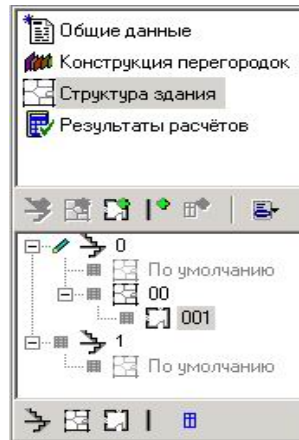 Общие данные
Конструкция перегородок
Структура здания
Результаты расчётов
0
По умолчанию
00
001
1
По умолчанию